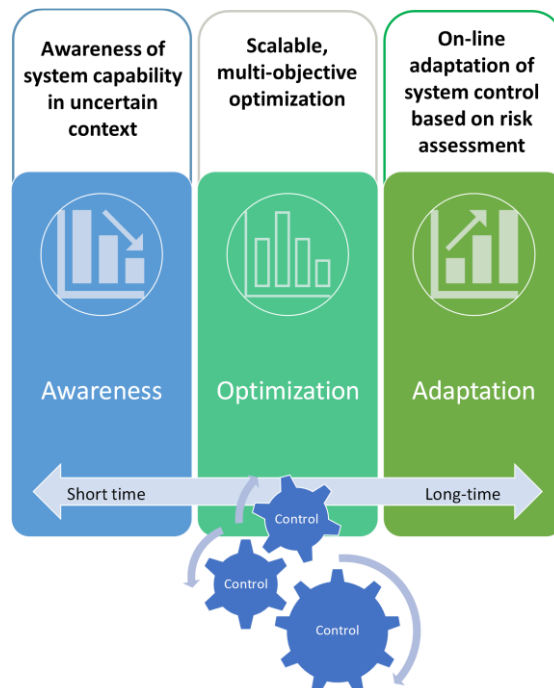 Awareness of
system capability
in uncertain
context
Scalable,
multi-objective
optimization
On-line
adaptation of
system control
based on risk
assessment
Awareness
Optimization
Adaptation
Short time
Long-time
Control
Control
Control